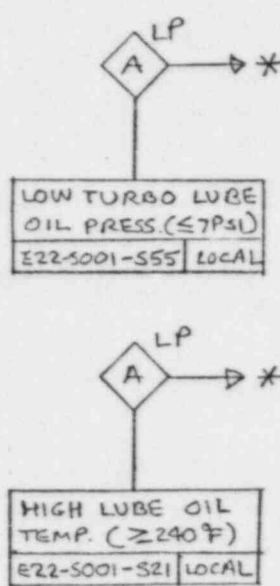 LP
A
*
LOW TURBO LUBE
OIL PRESS.(≤7PSI)
E22-S001-S55 LOCAL
LP
A
*
HIGH LUBE OIL
TEMP. (≥240°F)
E22-S001-S21 LOCAL